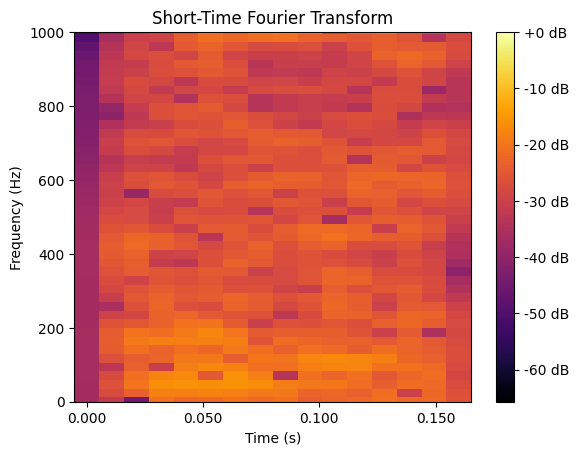 Short-Time Fourier Transform
1000
800
600
400
200
0
Frequency (Hz)
0.000
0.050
0.100
0.150
Time (s)
+0 dB
-10 dB
-20 dB
-30 dB
-40 dB
-50 dB
-60 dB